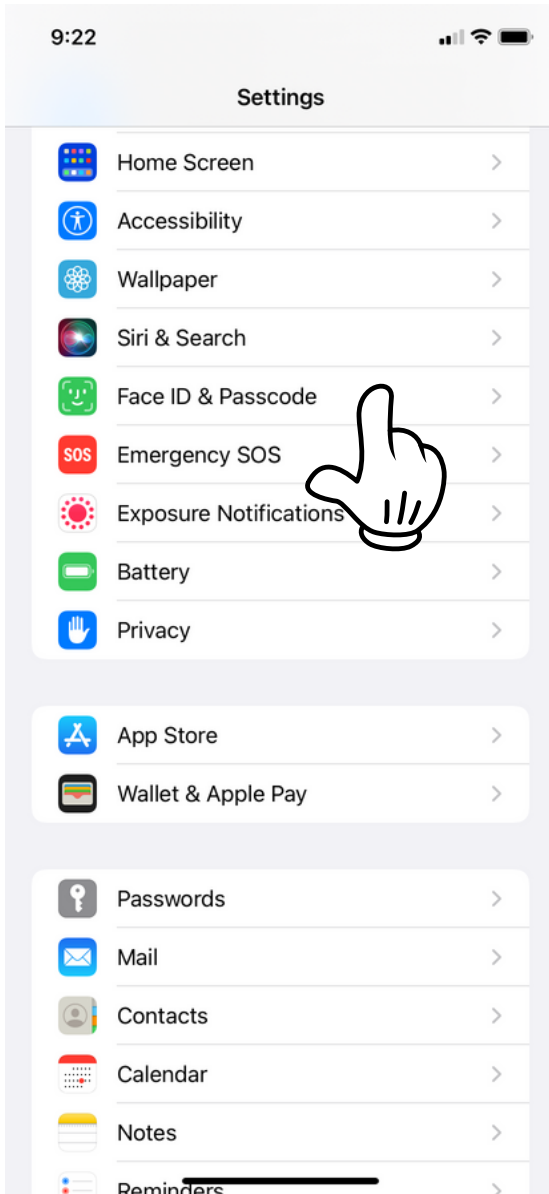 9:22
Settings
Home Screen
Accessibility
Wallpaper
Siri & Search
Face ID & Passcode
SOS Emergency SOS
Exposure Notifications
Battery
Privacy
App Store
Wallet & Apple Pay
Passwords
Mail
Contacts
Calendar
Notes
Reminders